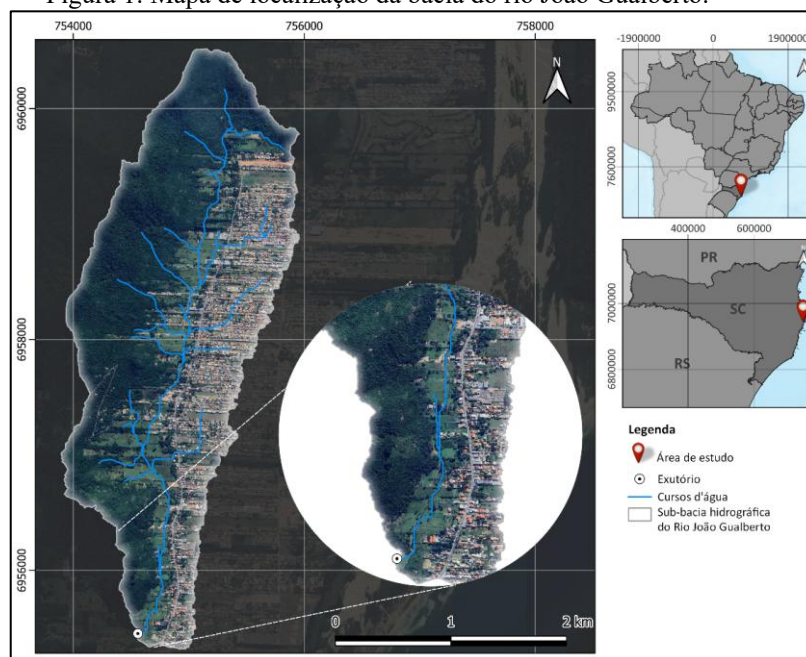 Figura 1: Mapa de localização da bacia do rio João Gualberto.
754000
756000
758000
6960000
6958000
6956000
N
0
1
2 km
-1900000
0
1900000
9500000
7600000
400000
600000
7000000
6800000
PR
SC
RS
Legenda
Área de estudo
Exutório
Cursos d'água
Sub-bacia hidrográfica
do Rio João Gualberto